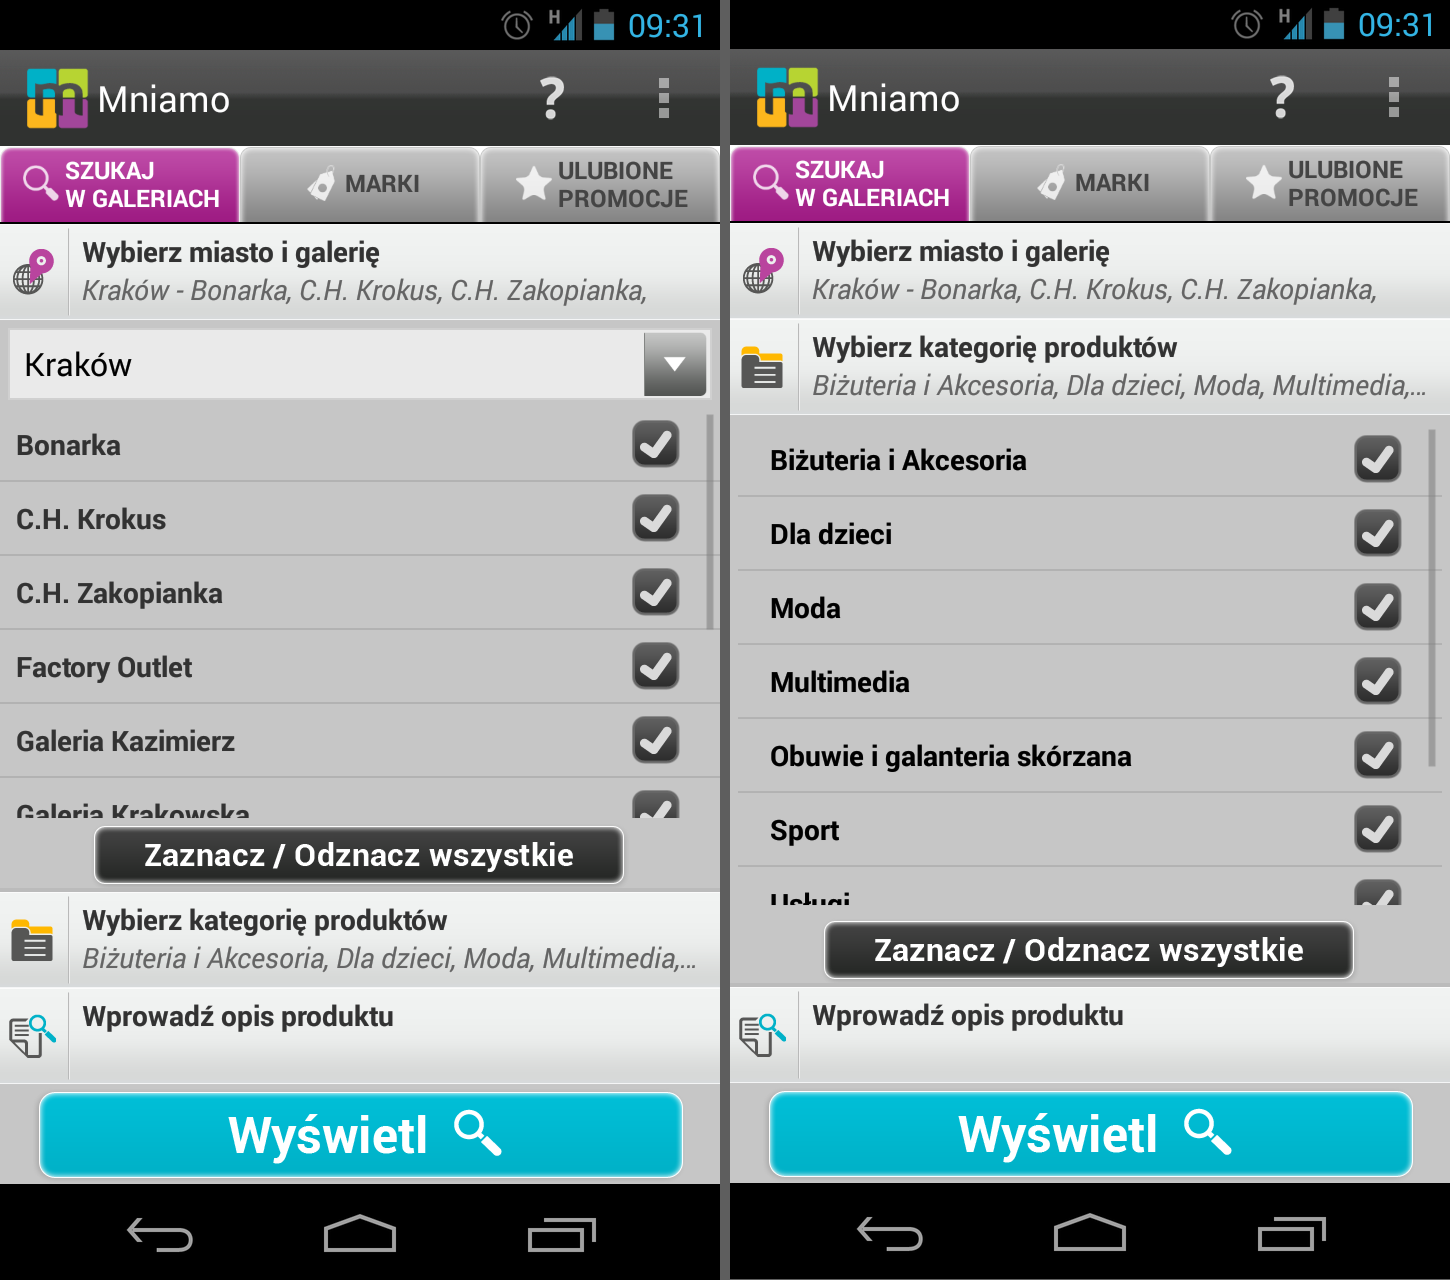 H 09:31
Mniamo
?
SZUKAJ
W GALERIACH
MARKI
ULUBIONE
PROMOCJE
Wybierz miasto i galerię
Kraków - Bonarka, C.H. Krokus, C.H. Zakopianka,
Kraków
Bonarka
C.H. Krokus
C.H. Zakopianka
Factory Outlet
Galeria Kazimierz
Galeria Krakowska
Zaznacz / Odznacz wszystkie
Wybierz kategorię produktów
Biżuteria i Akcesoria, Dla dzieci, Moda, Multimedia,...
Wprowadź opis produktu
Wyświetl
H 09:31
Mniamo
?
SZUKAJ
W GALERIACH
MARKI
ULUBIONE
PROMOCJE
Wybierz miasto i galerię
Kraków - Bonarka, C.H. Krokus, C.H. Zakopianka,
Wybierz kategorię produktów
Biżuteria i Akcesoria, Dla dzieci, Moda, Multimedia,...
Biżuteria i Akcesoria
Dla dzieci
Moda
Multimedia
Obuwie i galanteria skórzana
Sport
Usługi
Zaznacz / Odznacz wszystkie
Wprowadź opis produktu
Wyświetl